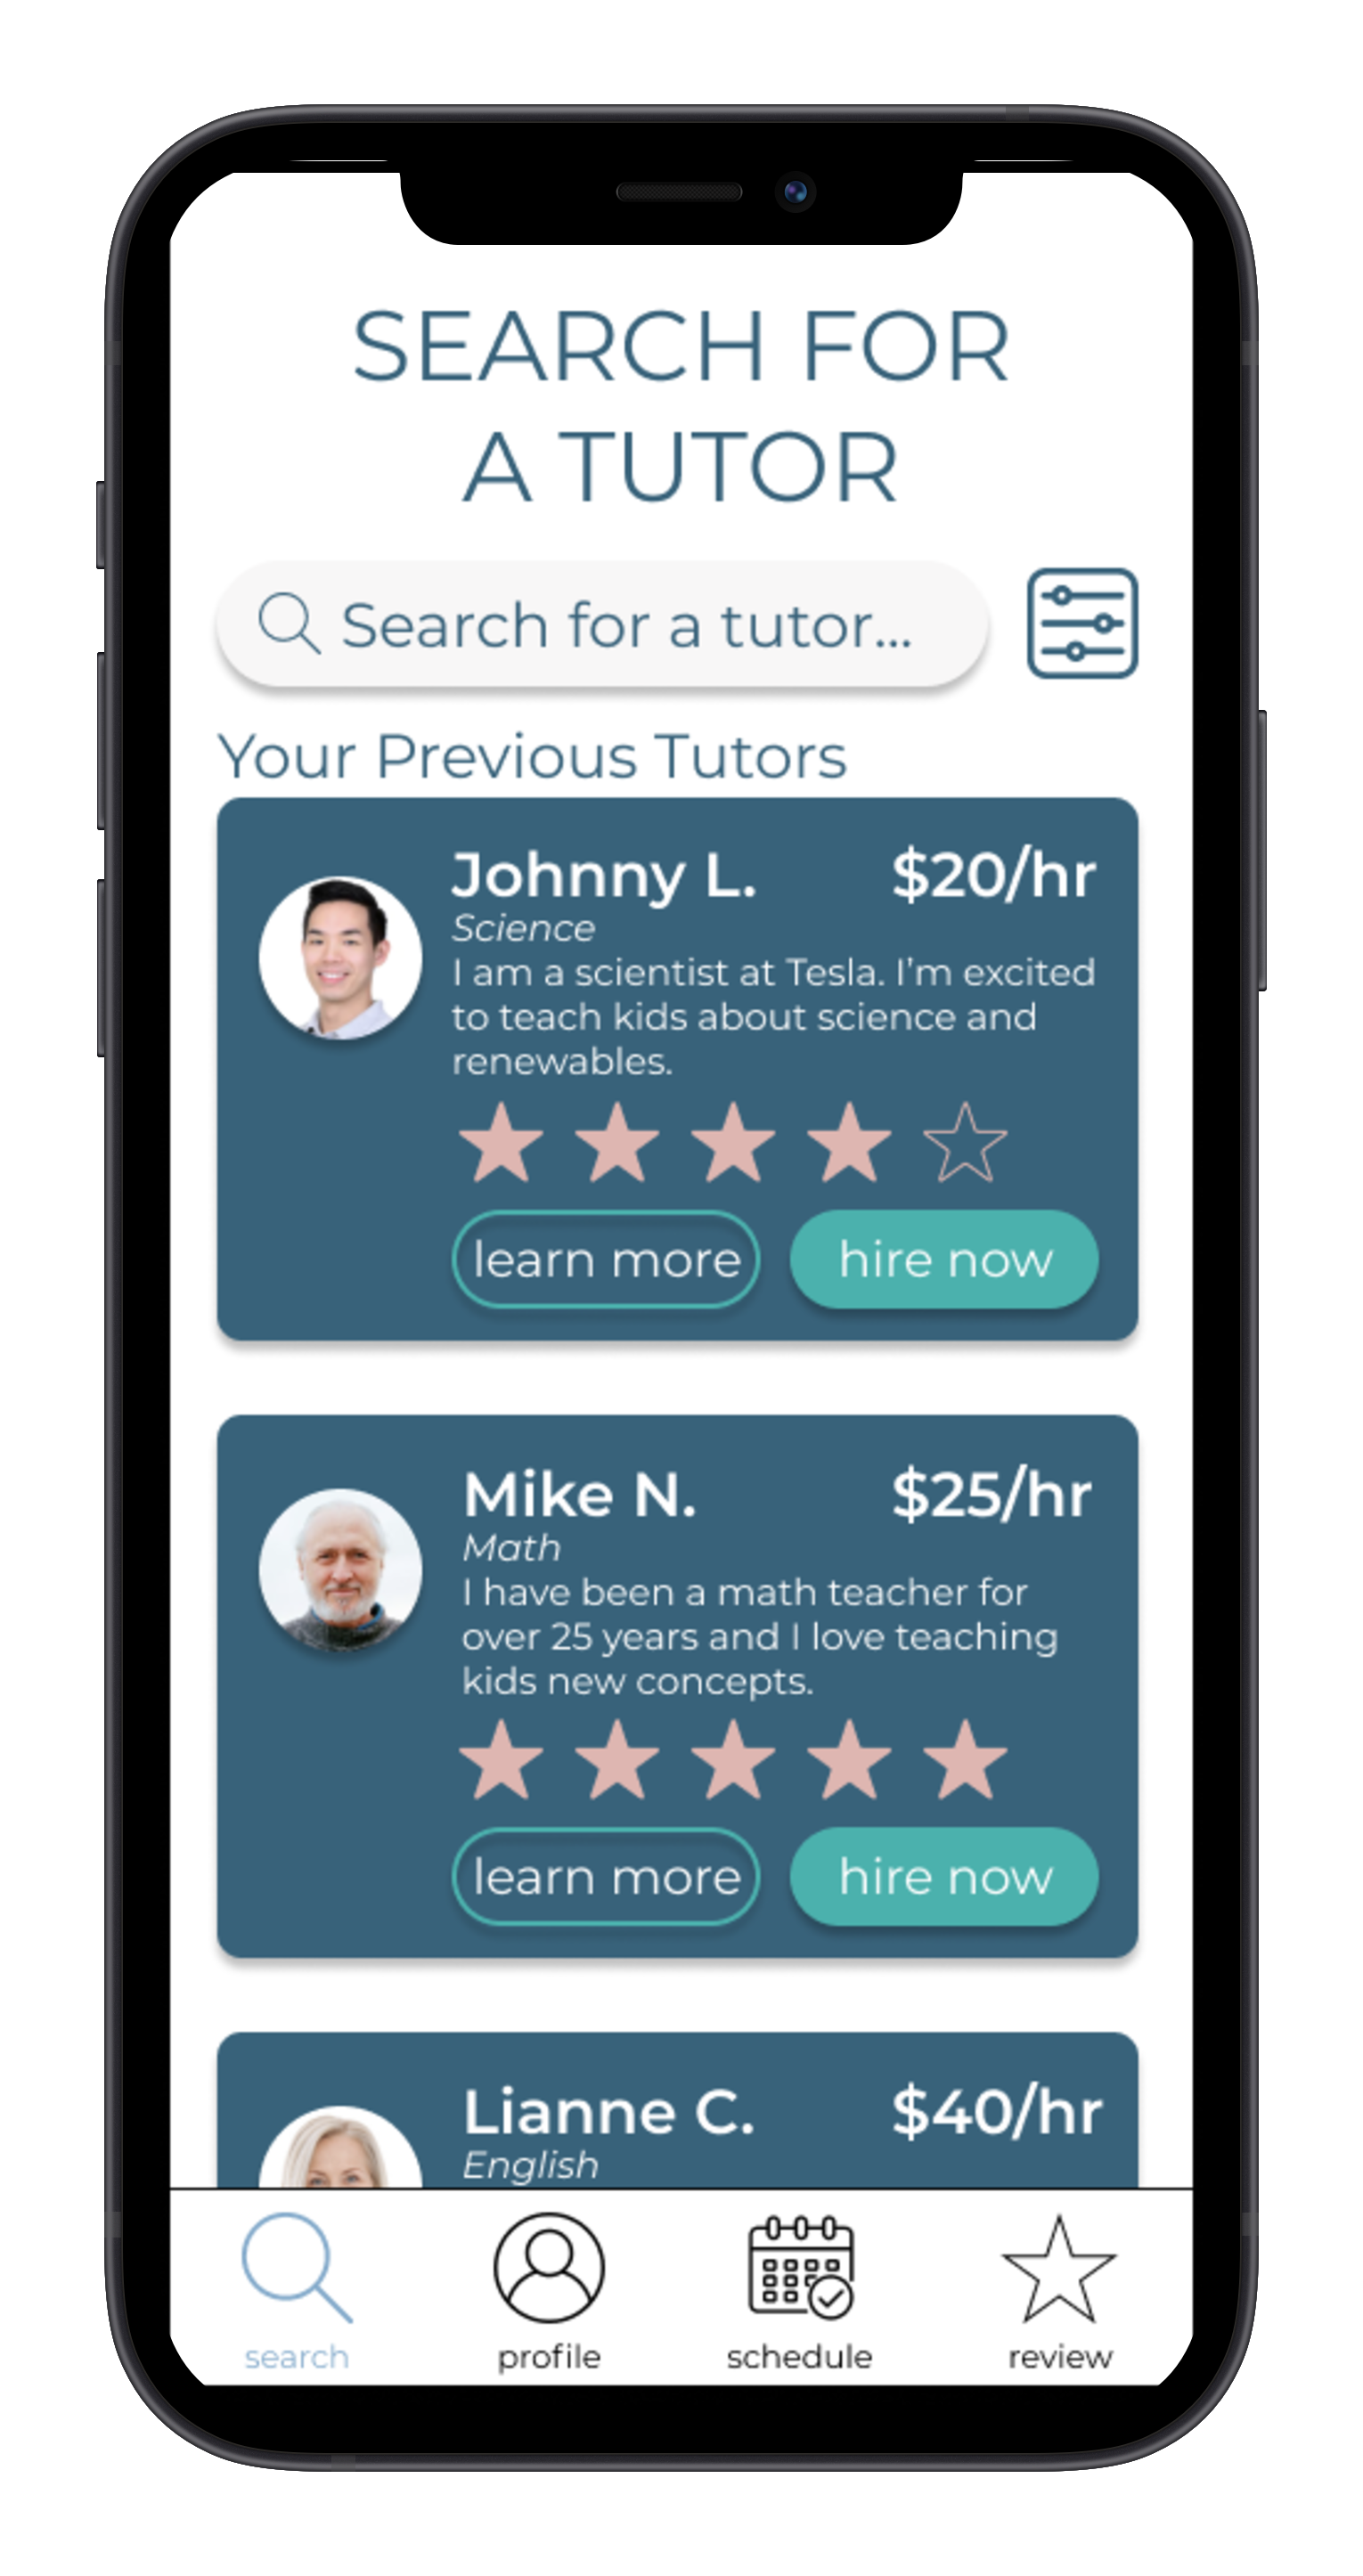 SEARCH FOR
A TUTOR
Search for a tutor...
Your Previous Tutors
Johnny L. $20/hr
Science
I am a scientist at Tesla. I'm excited
to teach kids about science and
renewables.
learn more hire now
Mike N. $25/hr
Math
I have been a math teacher for
over 25 years and I love teaching
kids new concepts.
learn more hire now
Lianne C. $40/hr
English
search profile schedule review